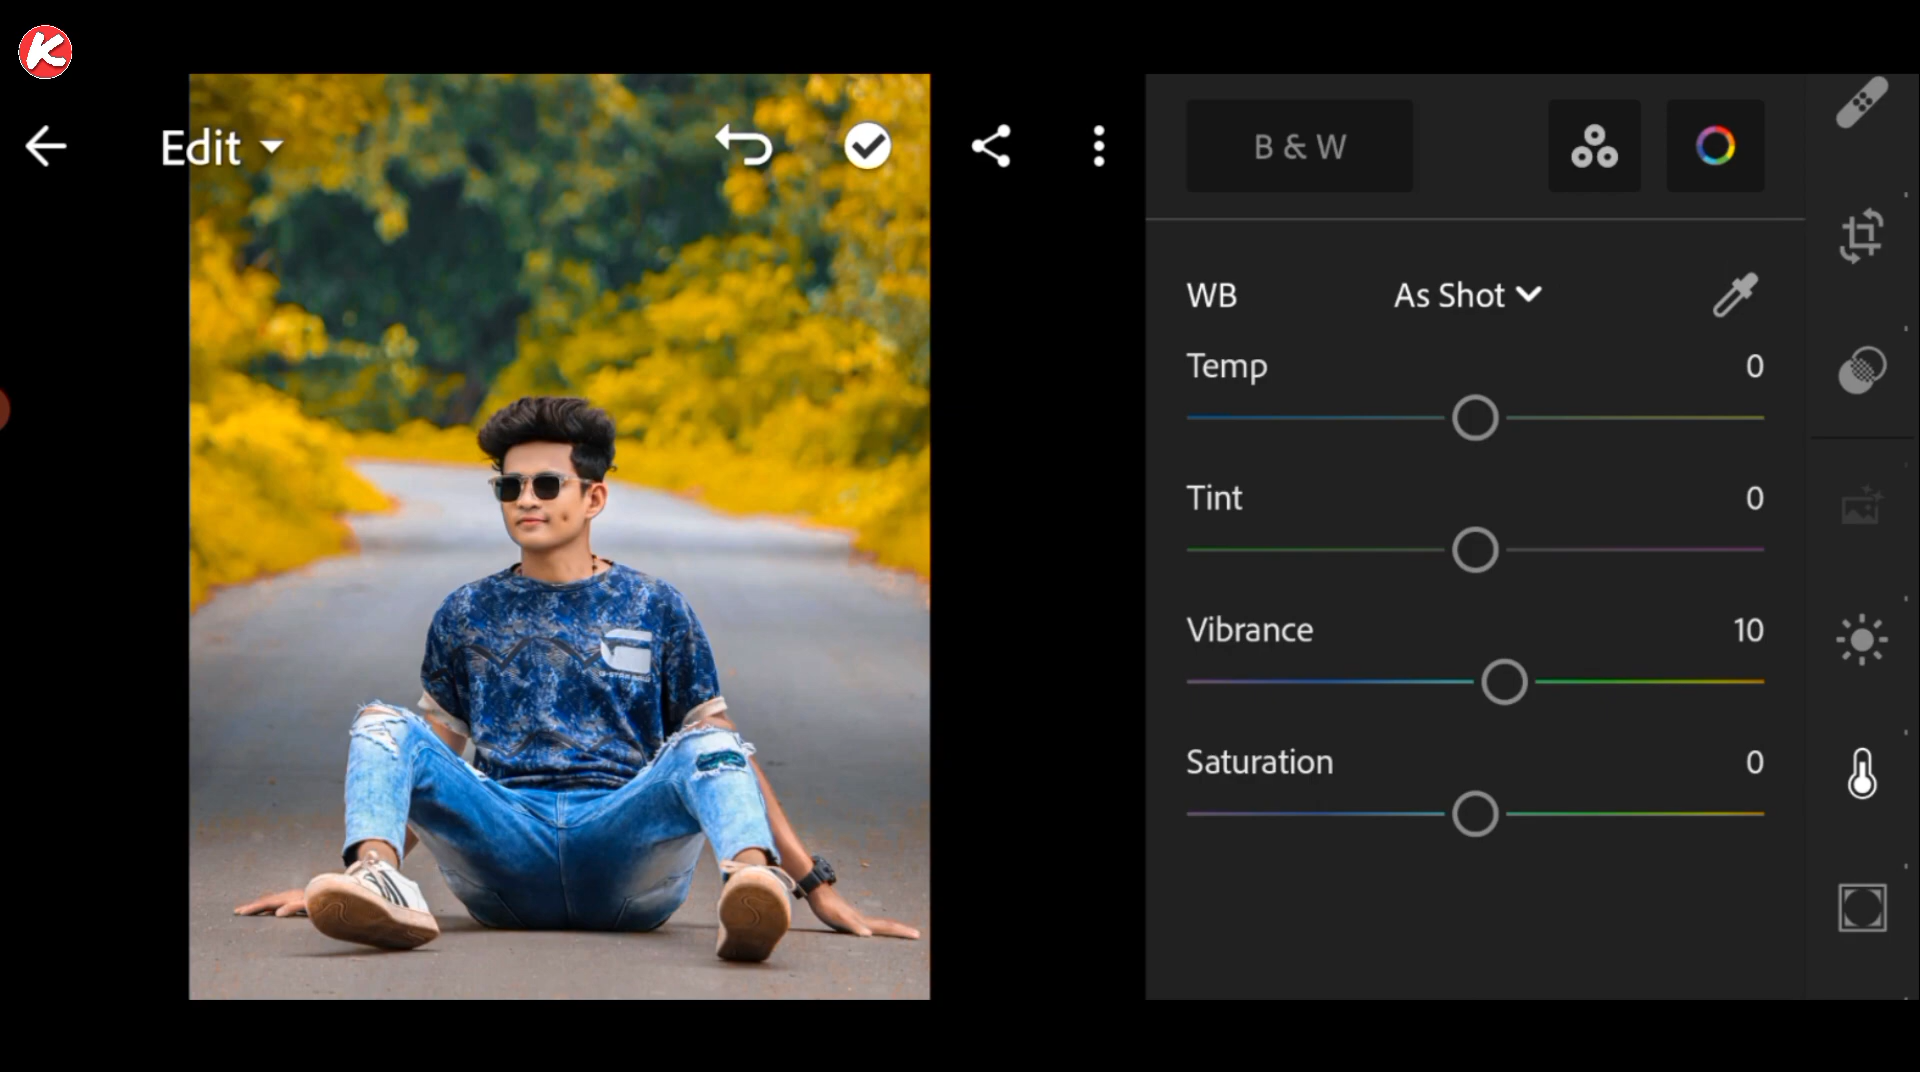 K
Edit
B & W
WB As Shot
Temp 0
Tint 0
Vibrance 10
Saturation 0
G